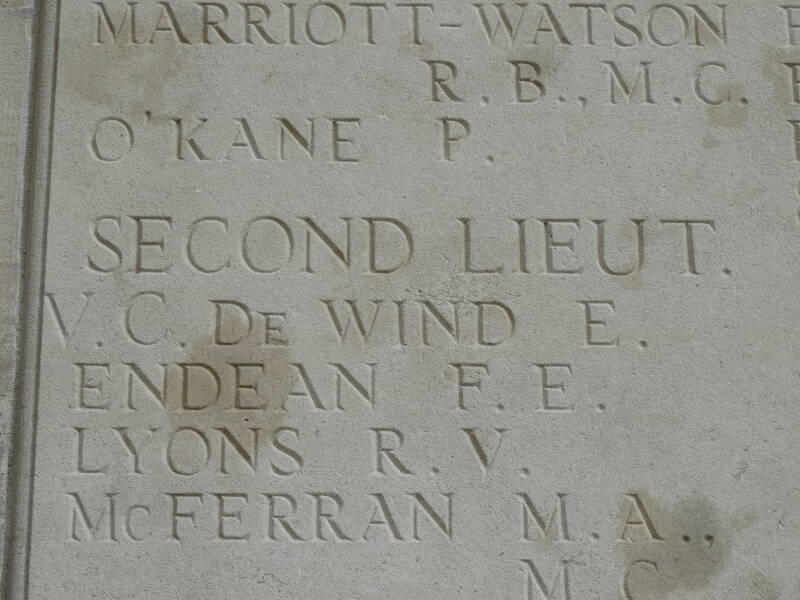 MARRIOTT-WATSON
R.B.,M.C.
O'KANE P.
SECOND LIEUT.
V.C. DE WIND E.
ENDEAN F.E.
LYONS R.V.
McFERRAN M.A.,
M.C.